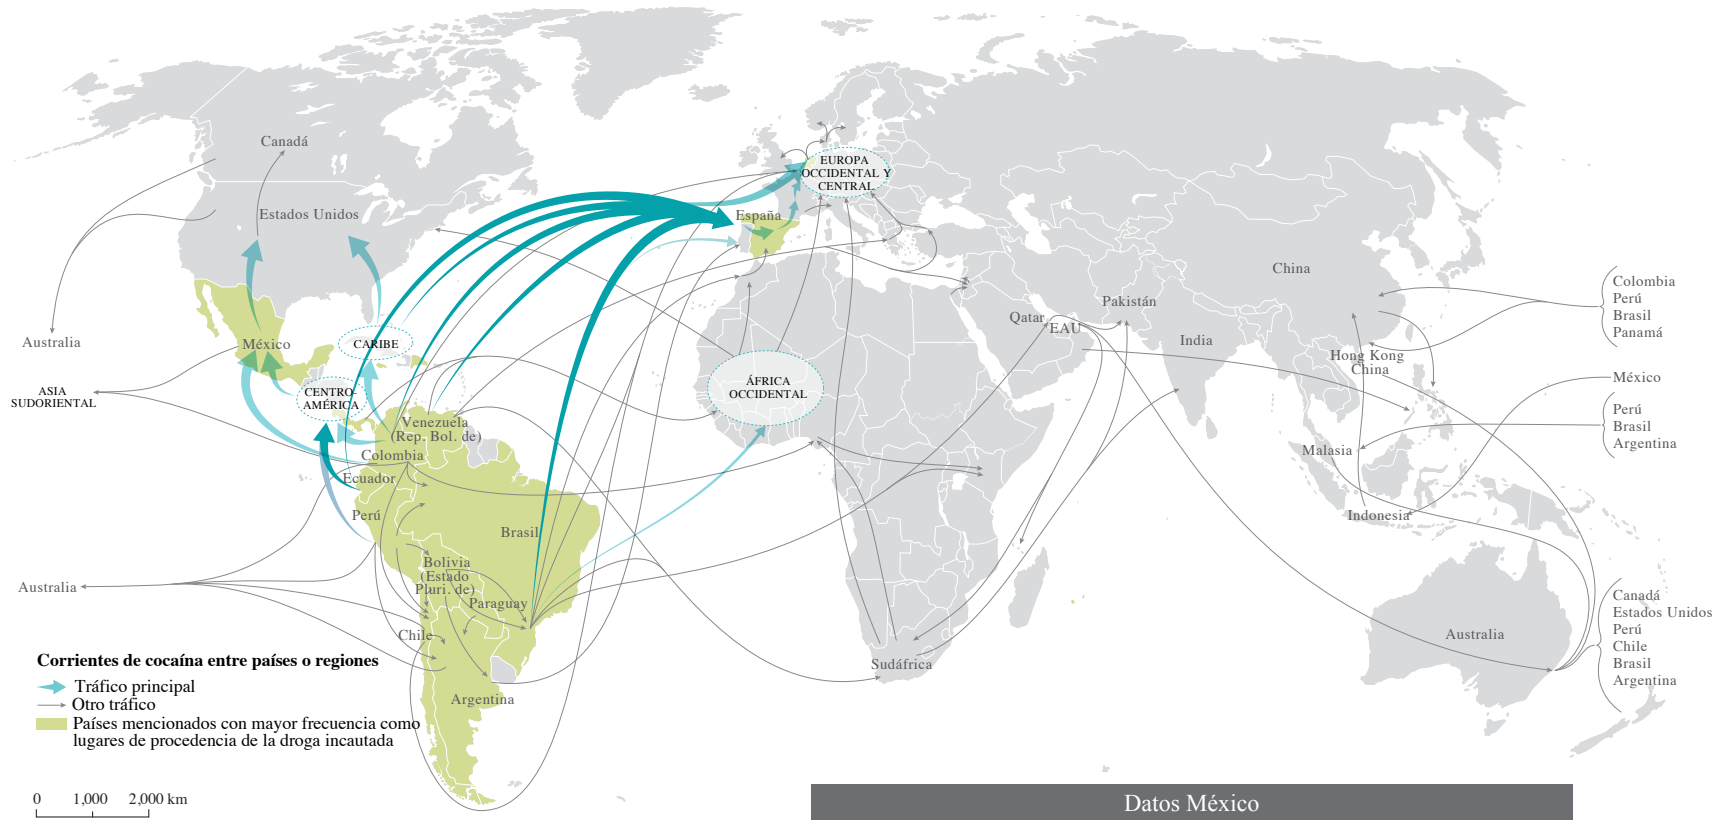 Canadá
Estados Unidos
México
CARIBE
CENTRO-
AMÉRICA
Australia
ASIA
SUDORIENTAL
Venezuela
(Rep. Bol. de)
Colombia
Ecuador
Perú
Brasil
Bolivia
(Estado
Pluri. de)
Paraguay
Chile
Argentina
Australia
EUROPA
OCCIDENTAL Y
CENTRAL
España
ÁFRICA
OCCIDENTAL
Sudáfrica
Qatar
EAU
Pakistán
India
China
Hong Kong
China
Malasia
Indonesia
Australia
Colombia
Perú
Brasil
Panamá
México
Perú
Brasil
Argentina
Canadá
Estados Unidos
Perú
Chile
Brasil
Argentina
Corrientes de cocaína entre países o regiones
Tráfico principal
Otro tráfico
Países mencionados con mayor frecuencia como
lugares de procedencia de la droga incautada
0 1,000 2,000 km
Datos México